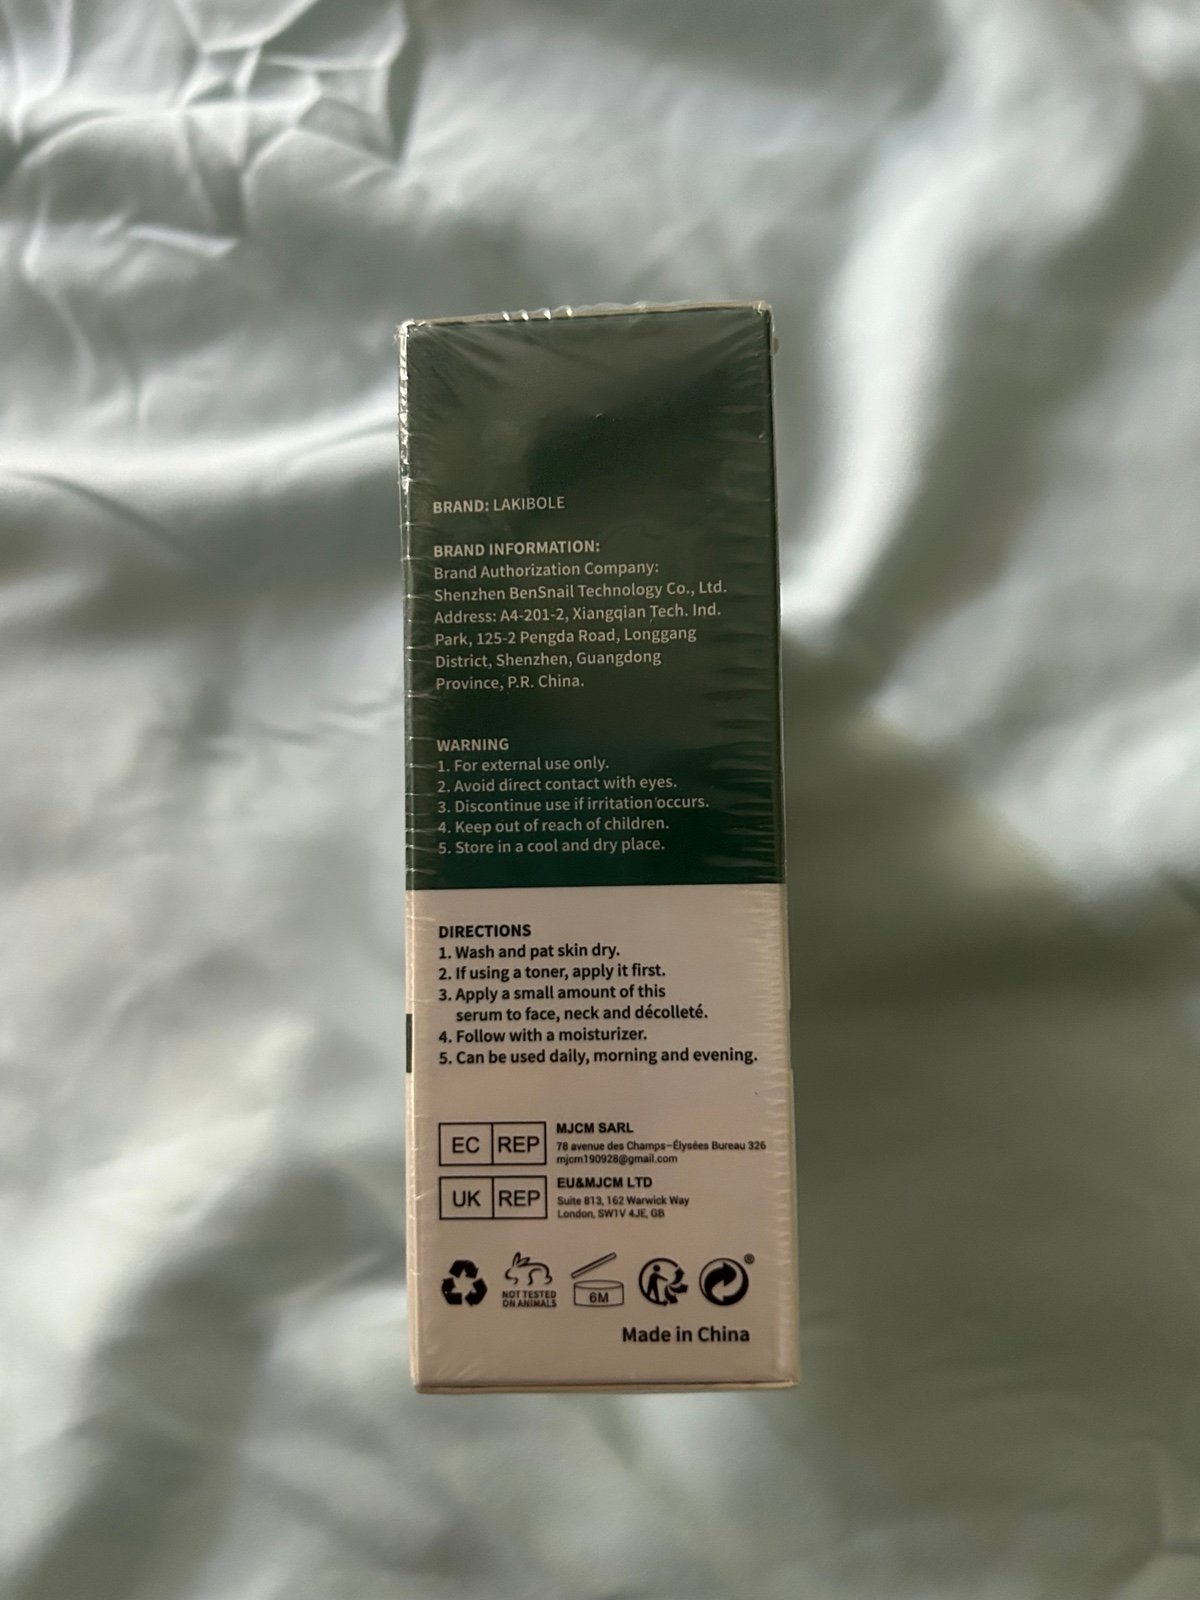 BRAND: LAKIBOLE
BRAND INFORMATION:
Brand Authorization Company:
Shenzhen BenSnail Technology Co., Ltd.
Address: A4-201-2, Xiangqian Tech. Ind.
Park, 125-2 Pengda Road, Longgang
District, Shenzhen, Guangdong
Province, P.R. China.
WARNING
1. For external use only.
2. Avoid direct contact with eyes.
3. Discontinue use if irritation occurs.
4. Keep out of reach of children.
5. Store in a cool and dry place.
DIRECTIONS
1. Wash and pat skin dry.
2. If using a toner, apply it first.
3. Apply a small amount of this
serum to face, neck and décolleté.
4. Follow with a moisturizer.
5. Can be used daily, morning and evening.
EC REP MJCM SARL
78 avenue des Champs-Élysées Bureau 326
mjcm190928@gmail.com
UK REP EU&MJCM LTD
Suite 813, 162 Warwick Way
London, SW1V 4JE, GB
NOT TESTED
ON ANIMALS
6M
®
Made in China